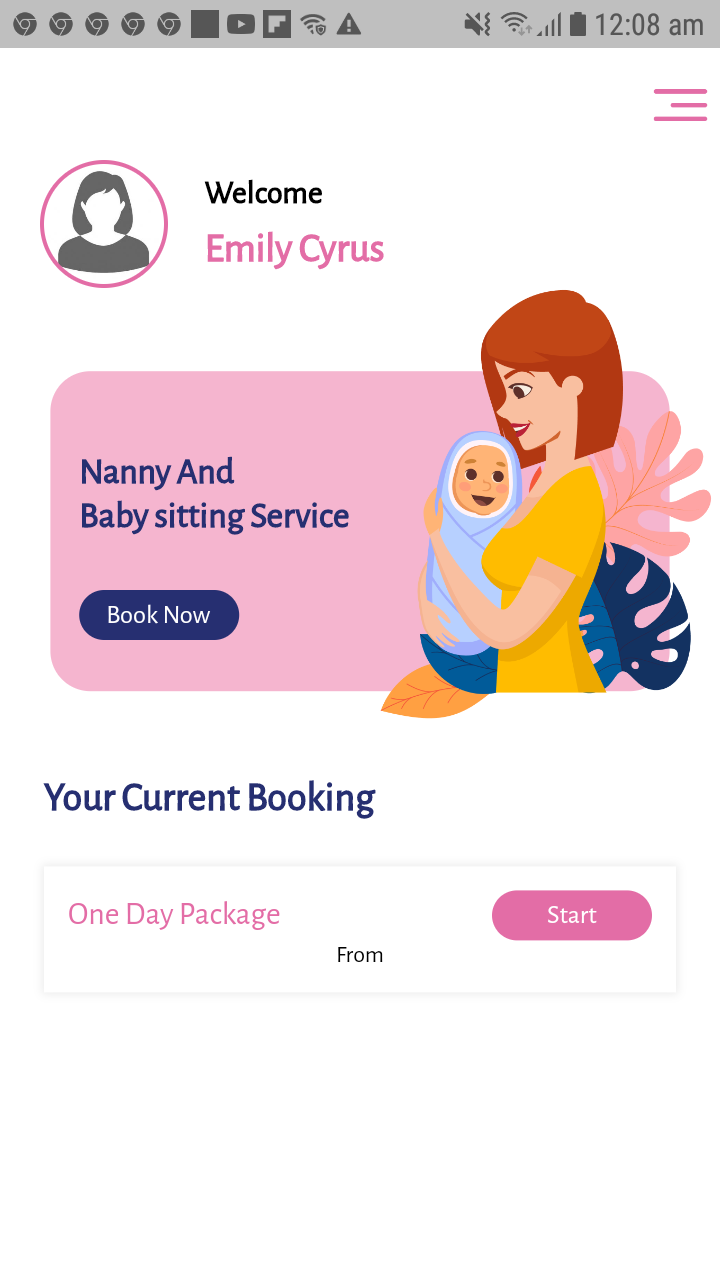 12:08 am
Welcome
Emily Cyrus
Nanny And
Baby sitting Service
Book Now
Your Current Booking
One Day Package
Start
From